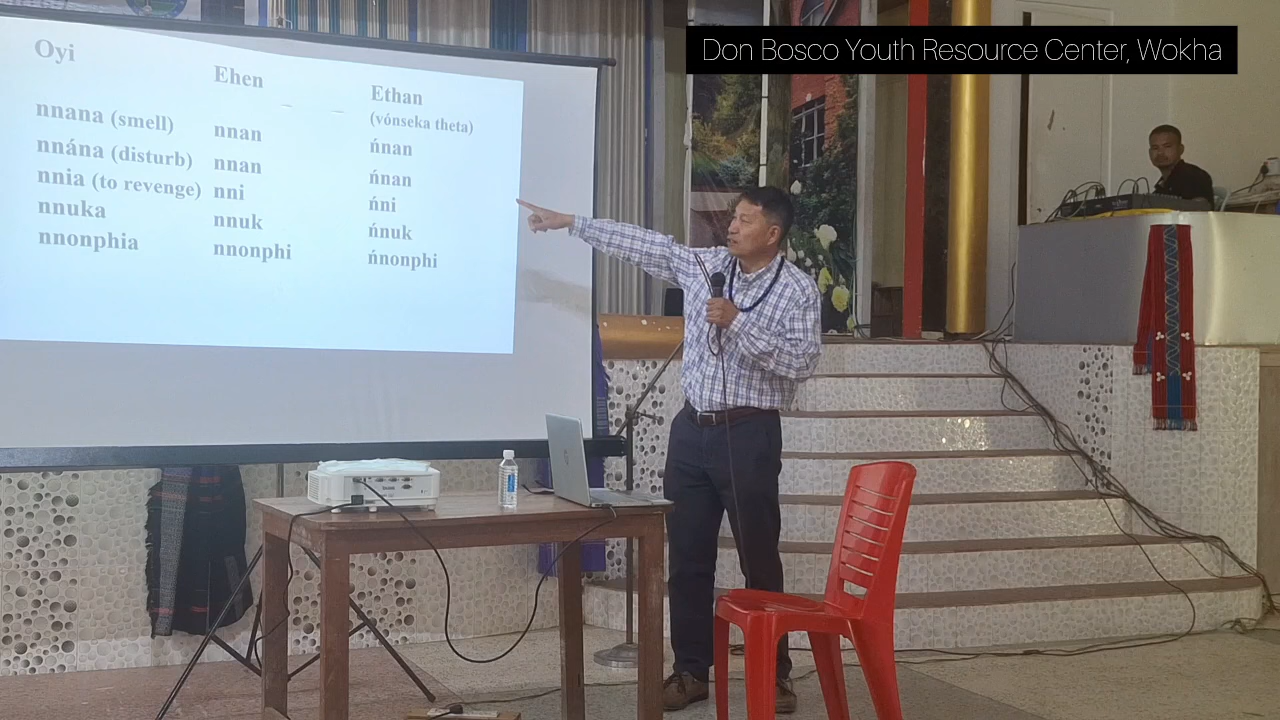 Don Bosco Youth Resource Center, Wokha
Oyi Ehen Ethan
(vónseka theta)
nnana (smell) nnan ńnan
nnána (disturb) nnan ńnan
nnia (to revenge) nni ńni
nnuka nnuk ńnuk
nnonphia nnonphi ńnonphi